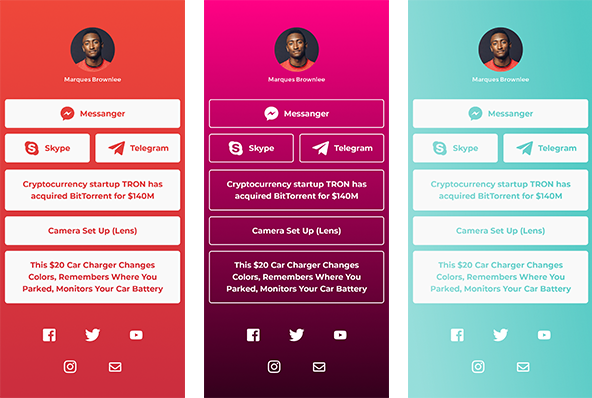 Marques Brownlee
Messanger
Skype
Telegram
Cryptocurrency startup TRON has
acquired BitTorrent for $140M
Camera Set Up (Lens)
This $20 Car Charger Changes
Colors, Remembers Where You
Parked, Monitors Your Car Battery
Marques Brownlee
Messanger
Skype
Telegram
Cryptocurrency startup TRON has
acquired BitTorrent for $140M
Camera Set Up (Lens)
This $20 Car Charger Changes
Colors, Remembers Where You
Parked, Monitors Your Car Battery
Marques Brownlee
Messanger
Skype
Telegram
Cryptocurrency startup TRON has
acquired BitTorrent for $140M
Camera Set Up (Lens)
This $20 Car Charger Changes
Colors, Remembers Where You
Parked, Monitors Your Car Battery